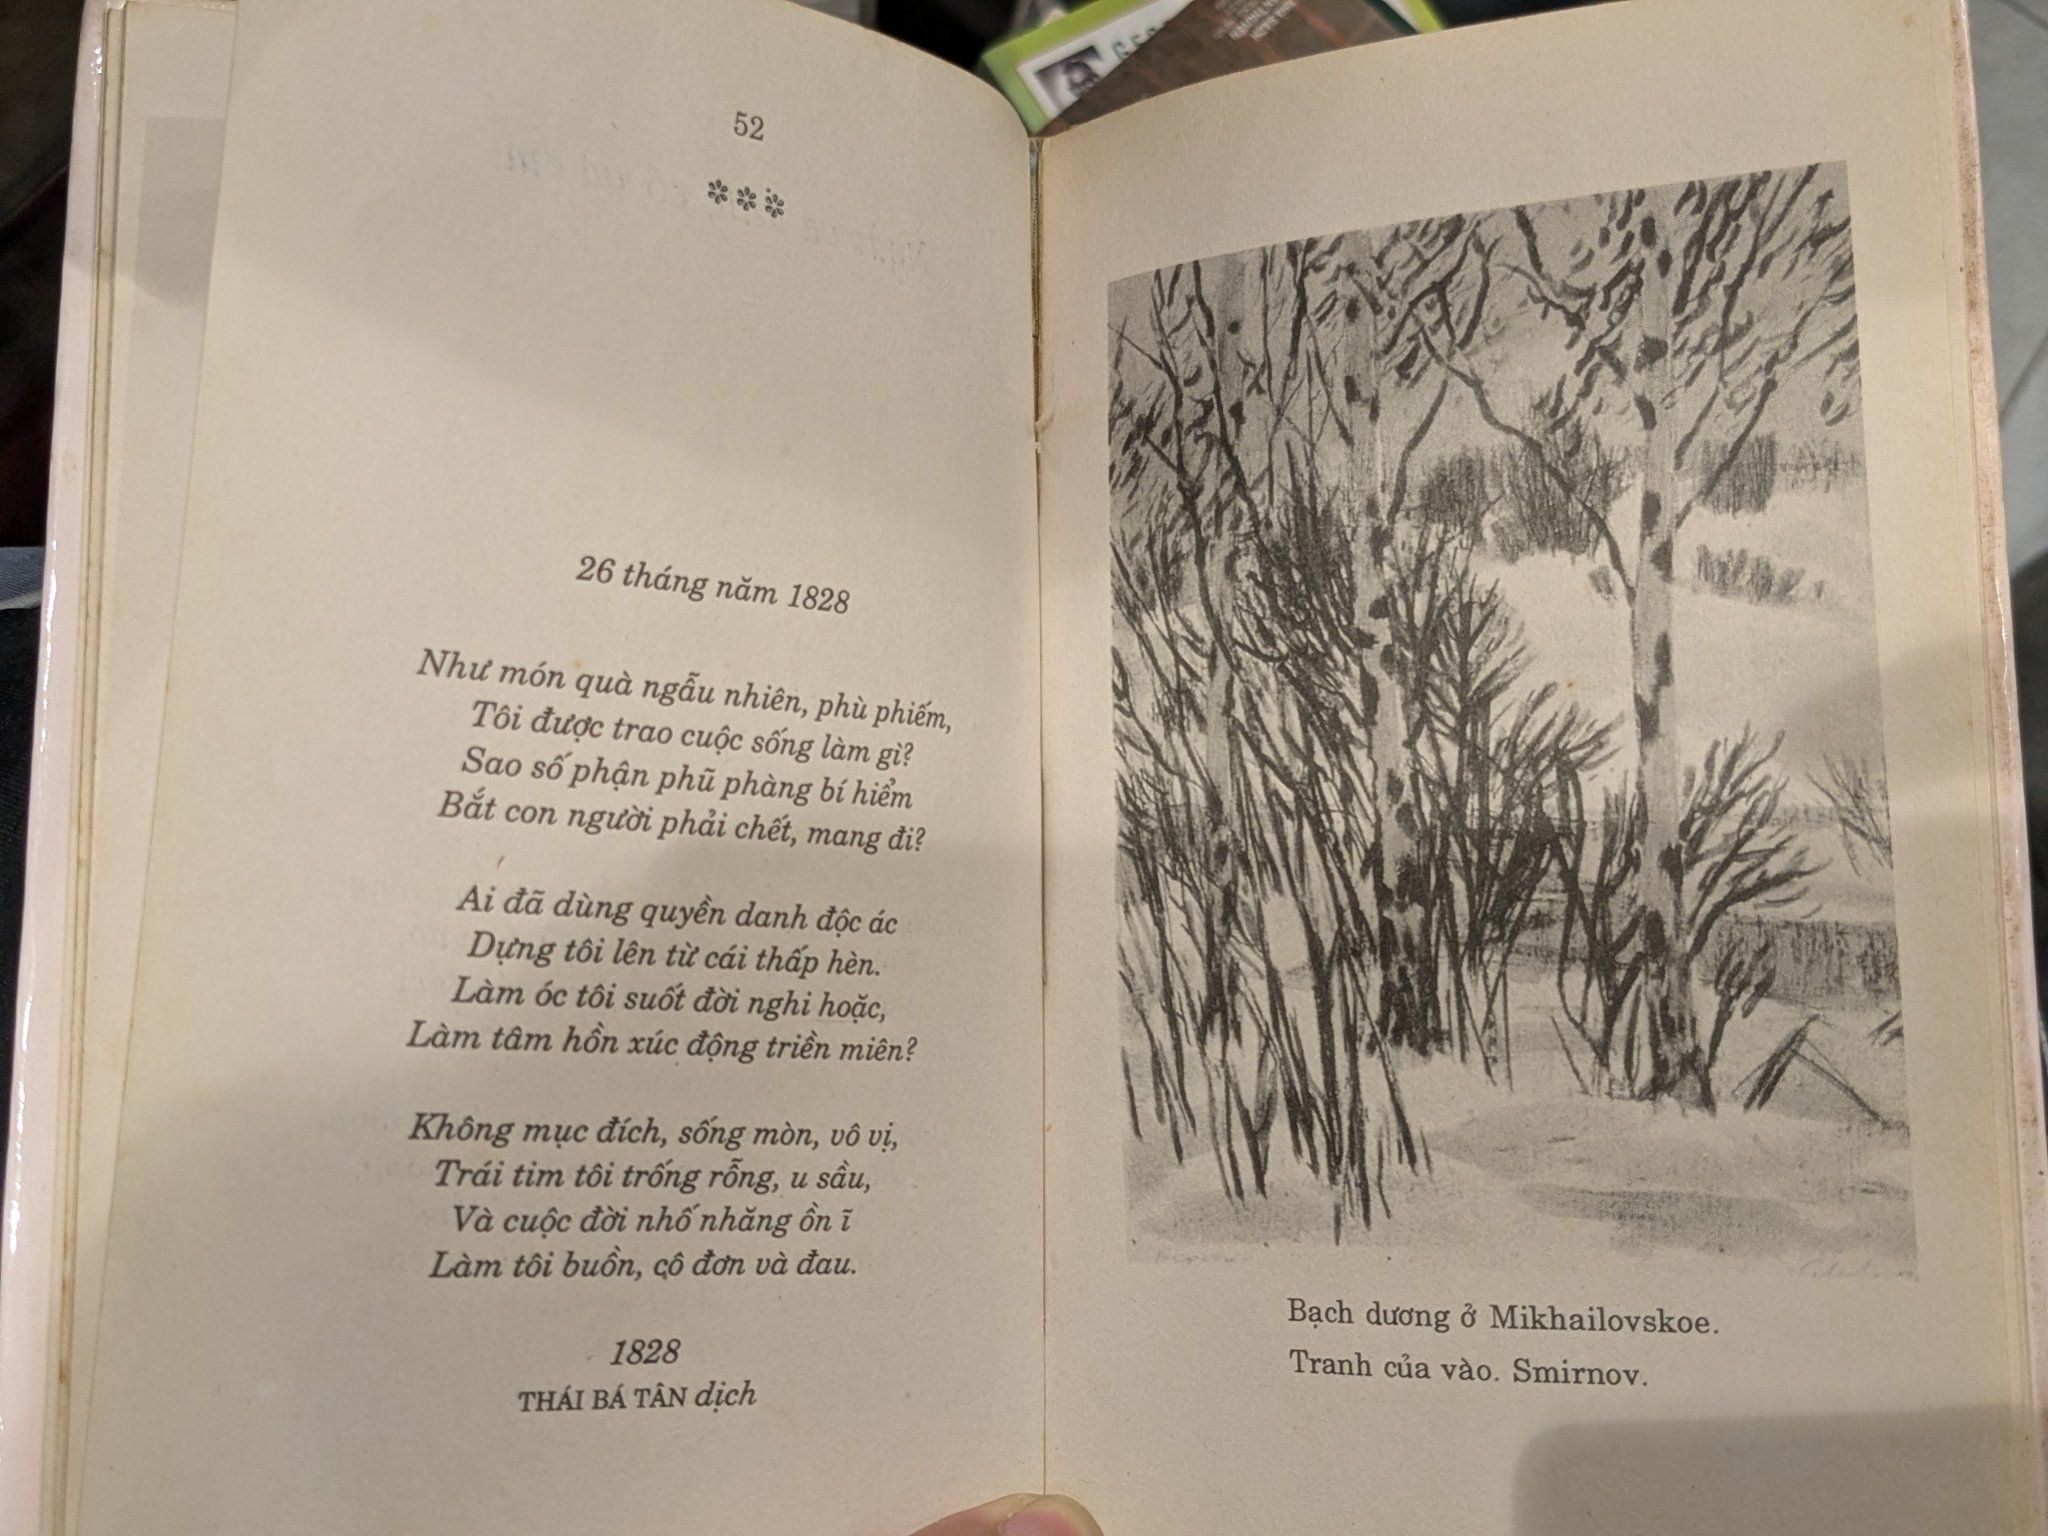 52
***
26 tháng năm 1828
Như món quà ngẫu nhiên, phù phiếm,
Tôi được trao cuộc sống làm gì?
Sao số phận phũ phàng bí hiểm
Bắt con người phải chết, mang đi?
Ai đã dùng quyền danh độc ác
Dựng tôi lên từ cái thấp hèn.
Làm óc tôi suốt đời nghi hoặc,
Làm tâm hồn xúc động triền miên?
Không mục đích, sống mòn, vô vị,
Trái tim tôi trống rỗng, u sầu,
Và cuộc đời nhố nhăng ồn ĩ
Làm tôi buồn, cô đơn và đau.
1828
THÁI BÁ TÂN dịch
Bạch dương ở Mikhailovskoe.
Tranh của vào. Smirnov.